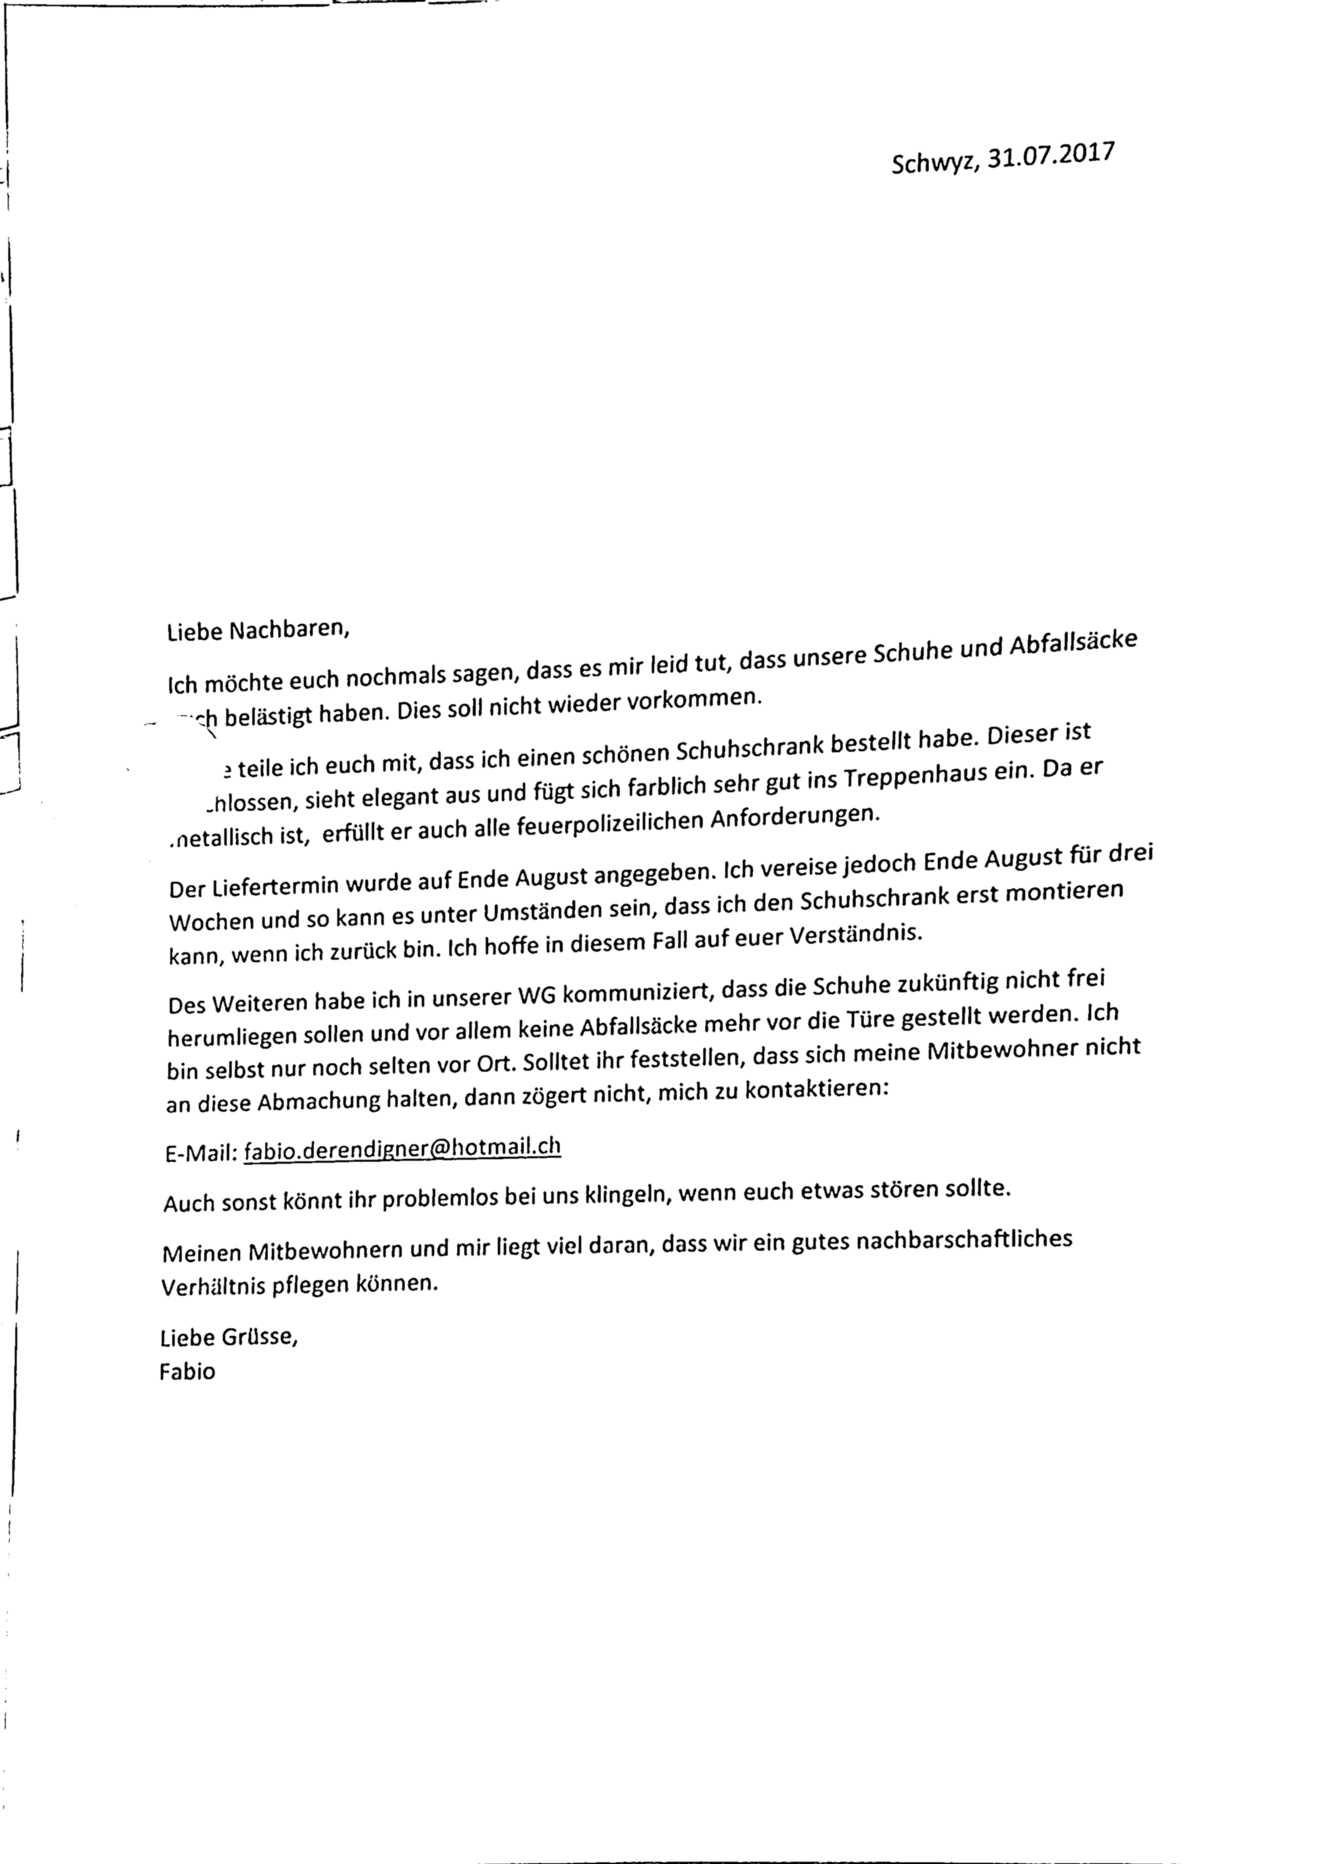 Schwyz, 31.07.2017
Liebe Nachbaren,
Ich möchte euch nochmals sagen, dass es mir leid tut, dass unsere Schuhe und Abfallsäcke
belästigt haben. Dies soll nicht wieder vorkommen.
teile ich euch mit, dass ich einen schönen Schuhschrank bestellt habe. Dieser ist
sieht elegant aus und fügt sich farblich sehr gut ins Treppenhaus ein. Da er
metallisch ist, erfüllt er auch alle feuerpolizeilichen Anforderungen.
Der Liefertermin wurde auf Ende August angegeben. Ich vereise jedoch Ende August für drei
Wochen und so kann es unter Umständen sein, dass ich den Schuhschrank erst montieren
kann, wenn ich zurück bin. Ich hoffe in diesem Fall auf euer Verständnis.
Des Weiteren habe ich in unserer WG kommuniziert, dass die Schuhe zukünftig nicht frei
herumliegen sollen und vor allem keine Abfallsäcke mehr vor die Türe gestellt werden. Ich
bin selbst nur noch selten vor Ort. Solltet ihr feststellen, dass sich meine Mitbewohner nicht
an diese Abmachung halten, dann zögert nicht, mich zu kontaktieren:
E-Mail: fabio.derendigner@hotmail.ch
Auch sonst könnt ihr problemlos bei uns klingeln, wenn euch etwas stören sollte.
Meinen Mitbewohnern und mir liegt viel daran, dass wir ein gutes nachbarschaftliches
Verhältnis pflegen können.
Liebe Grüsse,
Fabio